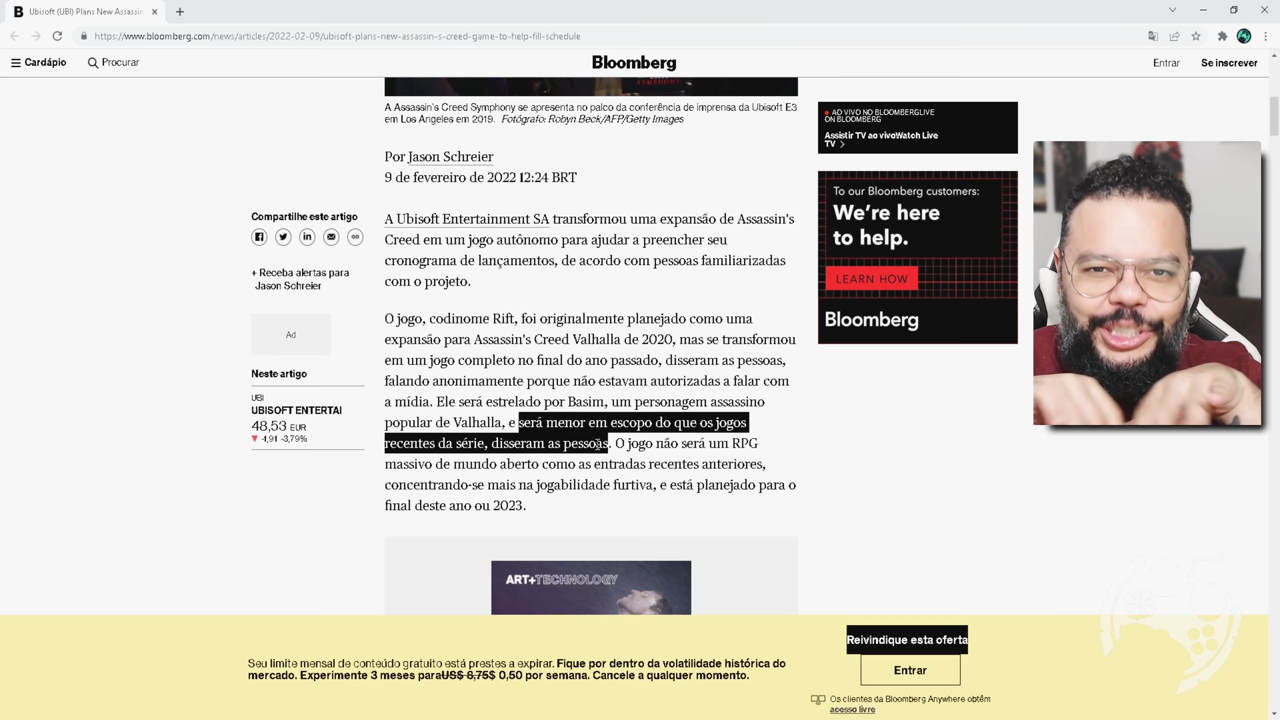 B Ubisoft (UBI) Plans New Assassin
https://www.bloomberg.com/news/articles/2022-02-09/ubisoft-plans-new-assassin-s-creed-game-to-help-fill-schedule
Cardápio
Procurar
Bloomberg
Entrar
Se inscrever
A Assassin's Creed Symphony se apresenta no palco da conferência de imprensa da Ubisoft E3
em Los Angeles em 2019. Fotógrafo: Robyn Beck/AFP/Getty Images
Por Jason Schreier
9 de fevereiro de 2022 12:24 BRT
Compartilhe este artigo
+ Receba alertas para
Jason Schreier
Ad
Neste artigo
UBI
UBISOFT ENTERTAI
48,53 EUR
▼ -1,91 -3,79%
A Ubisoft Entertainment SA transformou uma expansão de Assassin's
Creed em um jogo autônomo para ajudar a preencher seu
cronograma de lançamentos, de acordo com pessoas familiarizadas
com o projeto.
O jogo, codinome Rift, foi originalmente planejado como uma
expansão para Assassin's Creed Valhalla de 2020, mas se transformou
em um jogo completo no final do ano passado, disseram as pessoas,
falando anonimamente porque não estavam autorizadas a falar com
a mídia. Ele será estrelado por Basim, um personagem assassino
popular de Valhalla, e será menor em escopo do que os jogos
recentes da série, disseram as pessoas. O jogo não será um RPG
massivo de mundo aberto como as entradas recentes anteriores,
concentrando-se mais na jogabilidade furtiva, e está planejado para o
final deste ano ou 2023.
ART+TECHNOLOGY
AO VIVO NO BLOOMBERGLIVE
ON BLOOMBERG
Assistir TV ao vivoWatch Live
TV
To our Bloomberg customers:
We're here
to help.
LEARN HOW
Bloomberg
Seu limite mensal de conteúdo gratuito está prestes a expirar. Fique por dentro da volatilidade histórica do
mercado. Experimente 3 meses paraUS$ 8,75$ 0,50 por semana. Cancele a qualquer momento.
Reivindique esta oferta
Entrar
Os clientes da Bloomberg Anywhere obtêm
acesso livre